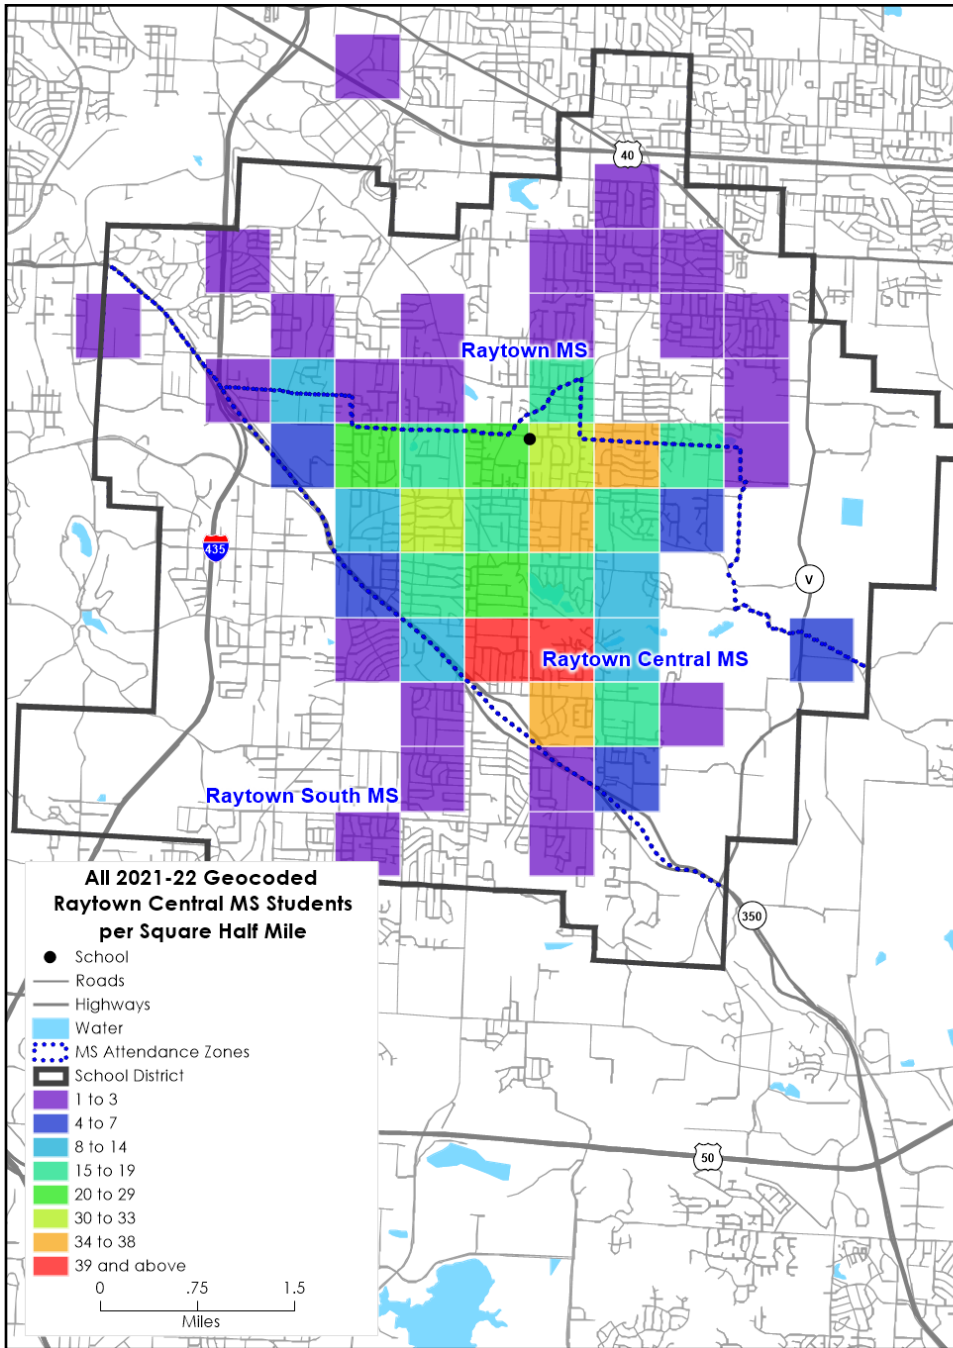 40
Raytown MS
435
V
Raytown Central MS
Raytown South MS
All 2021-22 Geocoded
Raytown Central MS Students
per Square Half Mile
School
Roads
Highways
Water
MS Attendance Zones
School District
1 to 3
4 to 7
8 to 14
15 to 19
20 to 29
30 to 33
34 to 38
39 and above
0 .75 1.5
Miles
350
50